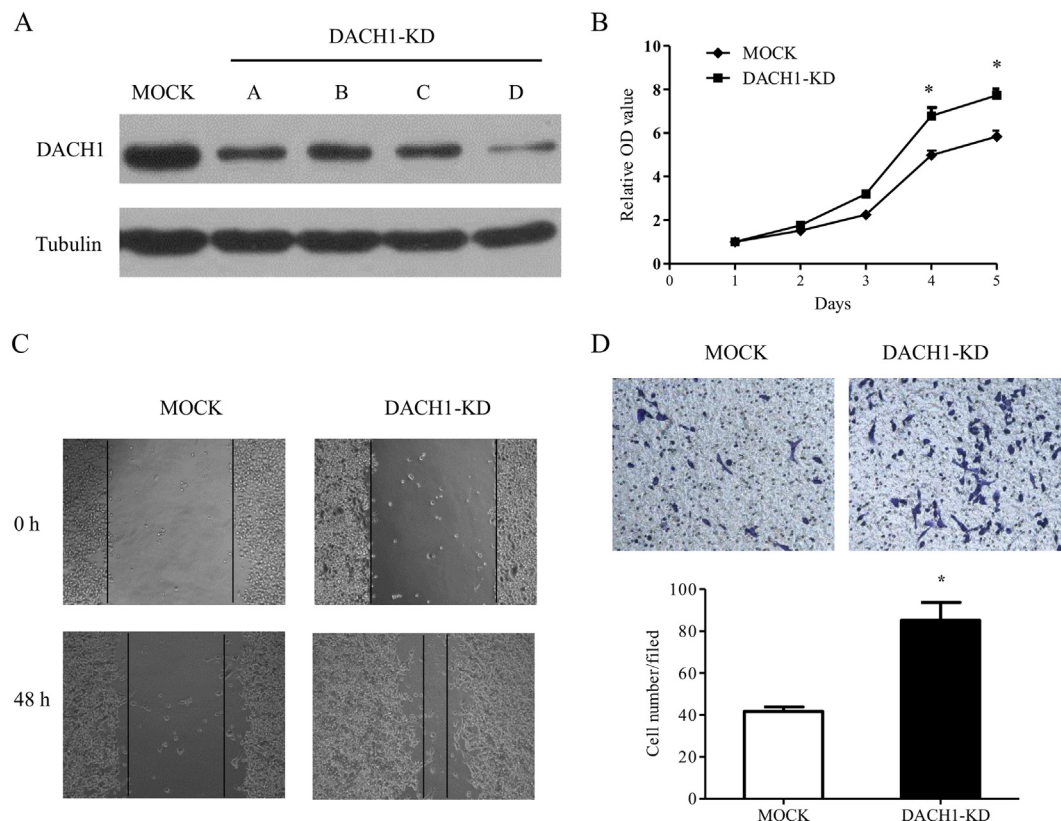 A
DACH1-KD
MOCK A B C D
DACH1
Tubulin
B
10
8
6
4
2
0
MOCK
DACH1-KD
*
*
Relative OD value
0 1 2 3 4 5
Days
C
MOCK DACH1-KD
0 h
48 h
D
MOCK DACH1-KD
100
80
60
40
20
0
*
Cell number/filed
MOCK DACH1-KD